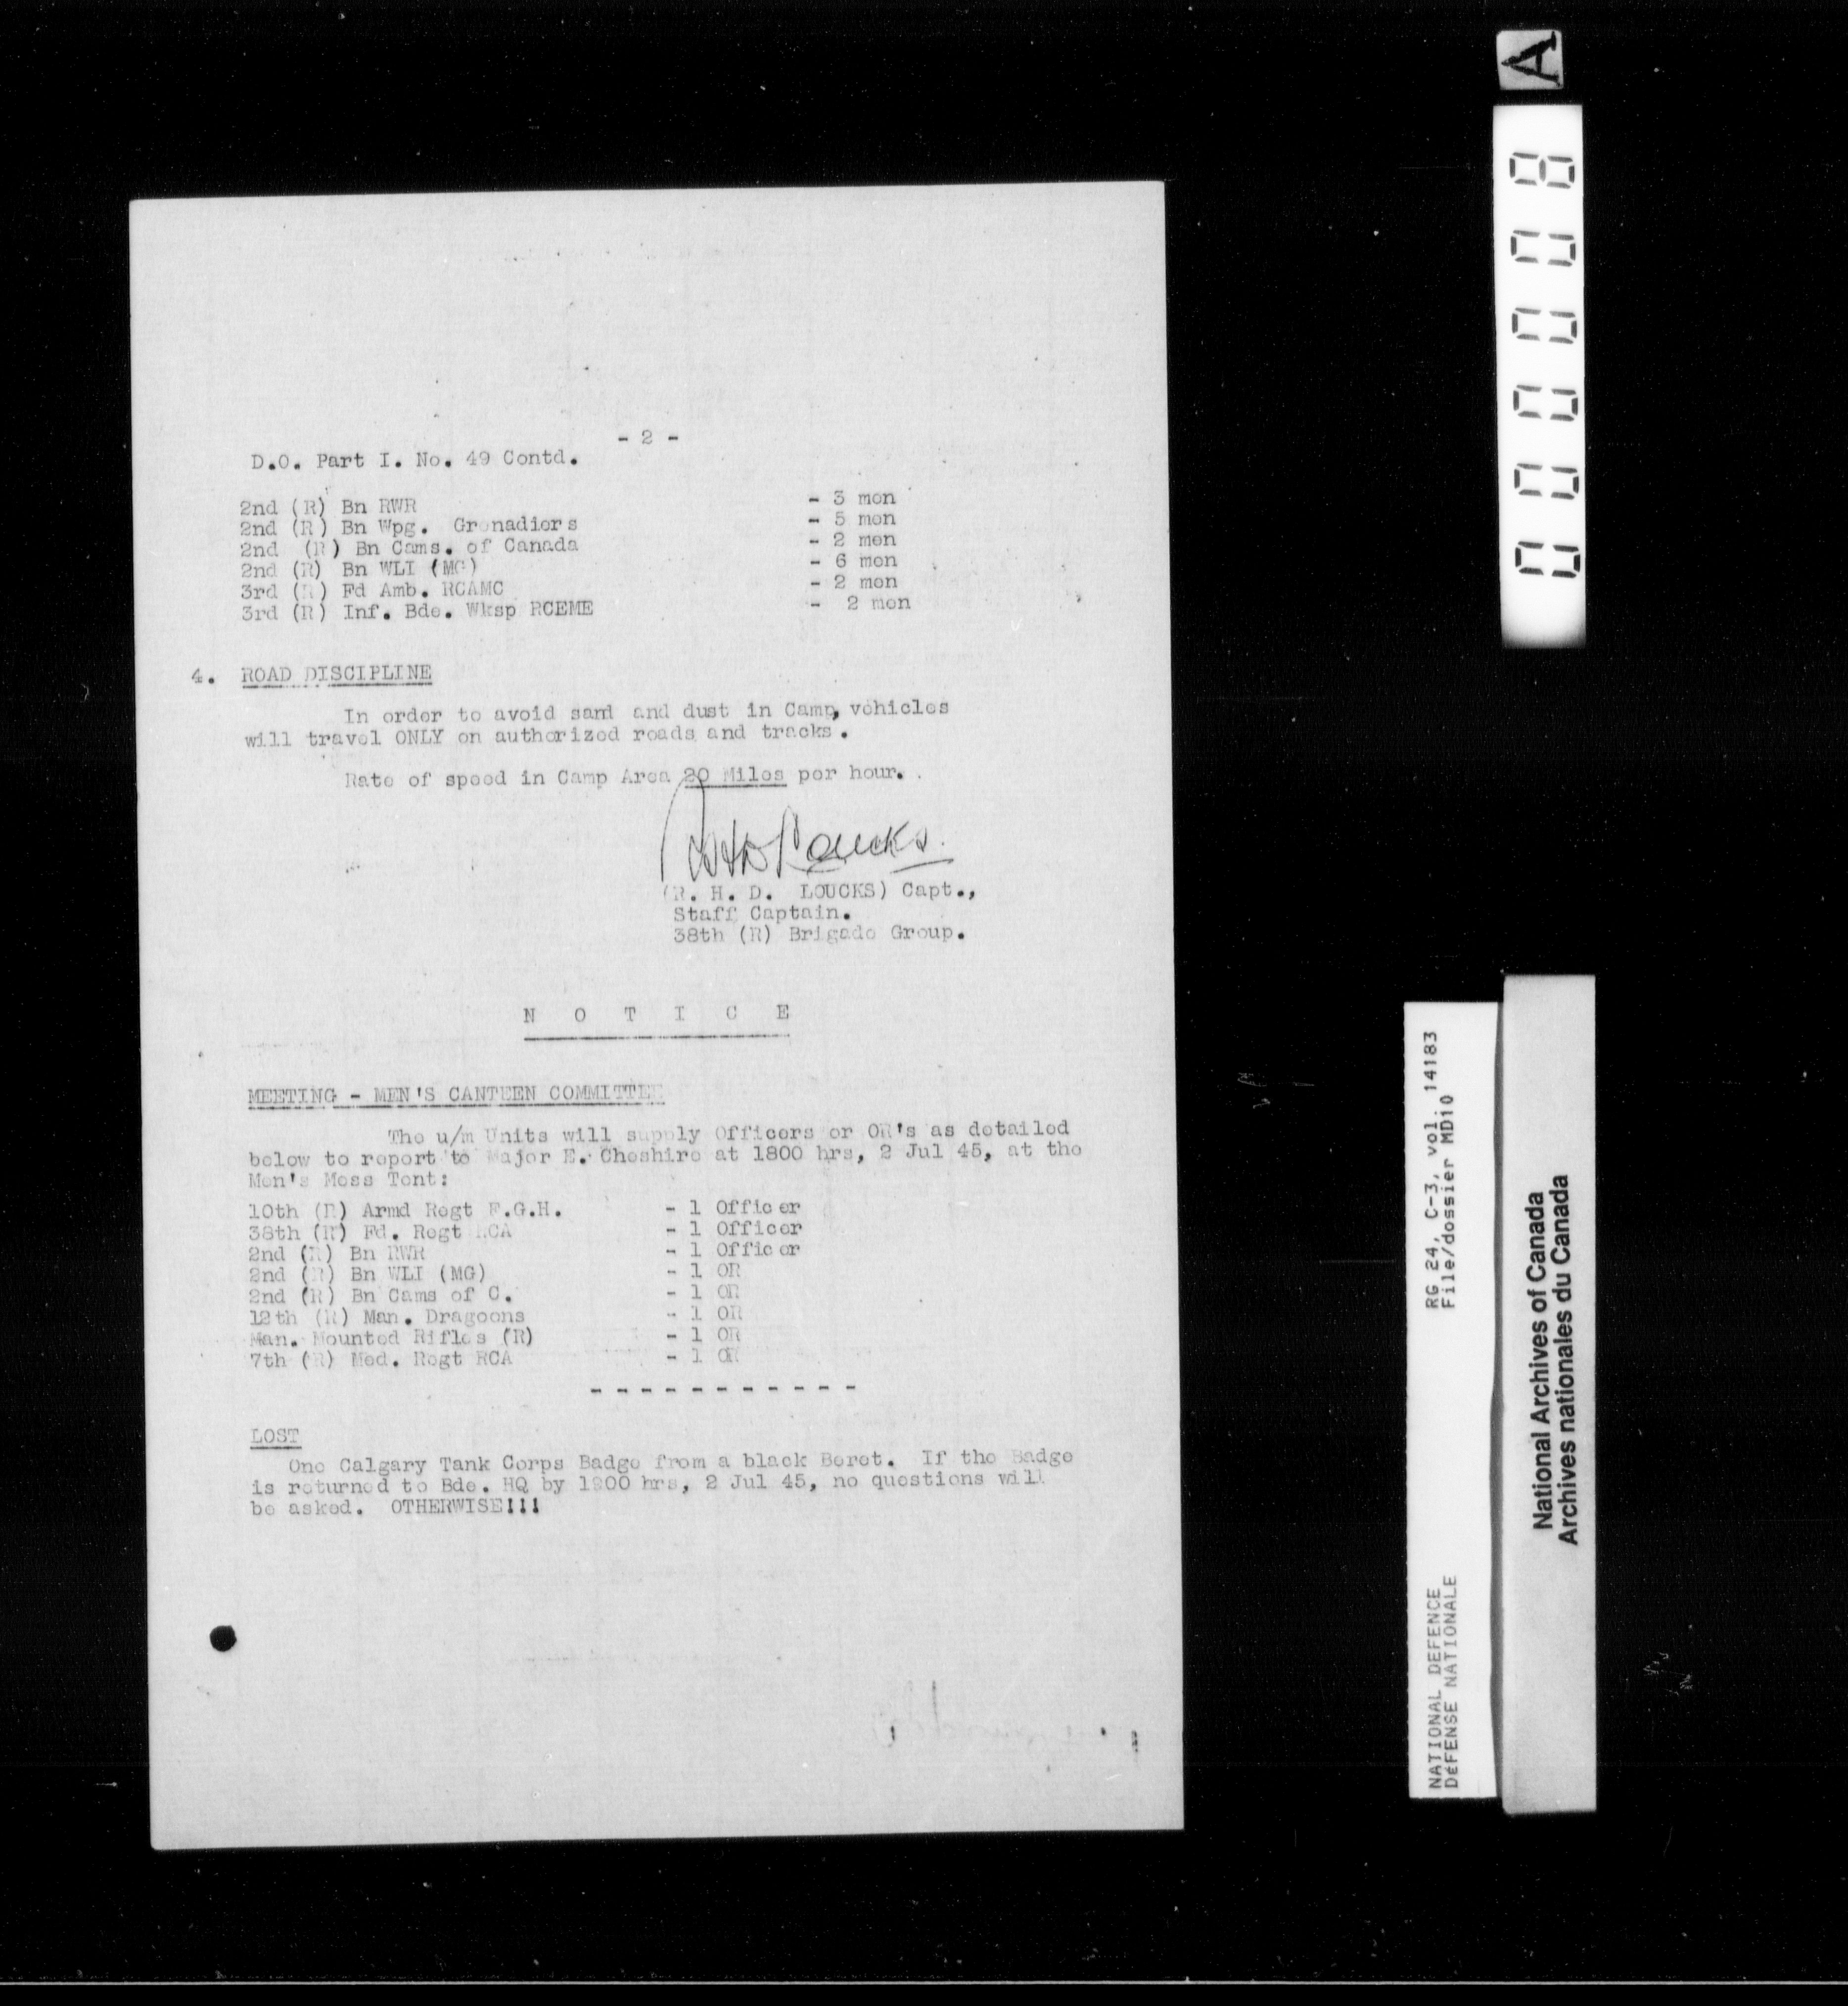 - 2 -
D.O. Part I. No. 49 Contd.
2nd (R) Bn RWR - 3 men
2nd (R) Bn Wpg. Grenadiers - 5 men
2nd (R) Bn Cams. of Canada - 2 men
2nd (R) Bn WLI (MG) - 6 men
3rd (R) Fd Amb. RCAMC - 2 men
3rd (R) Inf. Bde. Wksp RCEME - 2 men
4. ROAD DISCIPLINE
In order to avoid sand and dust in Camp, vehicles
will travel ONLY on authorized roads and tracks.
Rate of speed in Camp Area 20 Miles per hour.
RHD Loucks.
(R. H. D. LOUCKS) Capt.,
Staff Captain.
38th (R) Brigade Group.
N O T I C E
MEETING - MEN'S CANTEEN COMMITTEE
The u/m Units will supply Officers or OR's as detailed
below to report to Major E. Cheshire at 1800 hrs, 2 Jul 45, at the
Men's Mess Tent:
10th (R) Armd Regt F.G.H. - 1 Officer
38th (R) Fd. Regt RCA - 1 Officer
2nd (R) Bn RWR - 1 Officer
2nd (R) Bn WLI (MG) - 1 OR
2nd (R) Bn Cams of C. - 1 OR
12th (R) Man. Dragoons - 1 OR
Man. Mounted Rifles (R) - 1 OR
7th (R) Med. Regt RCA - 1 OR
- - - - - - - - - - -
LOST
One Calgary Tank Corps Badge from a black Beret. If the Badge
is returned to Bde. HQ by 1200 hrs, 2 Jul 45, no questions will
be asked. OTHERWISE!!!
A
0000008
NATIONAL DEFENCE RG 24, C-3, vol. 14183
DÉFENSE NATIONALE File/dossier MD10
National Archives of Canada
Archives nationales du Canada